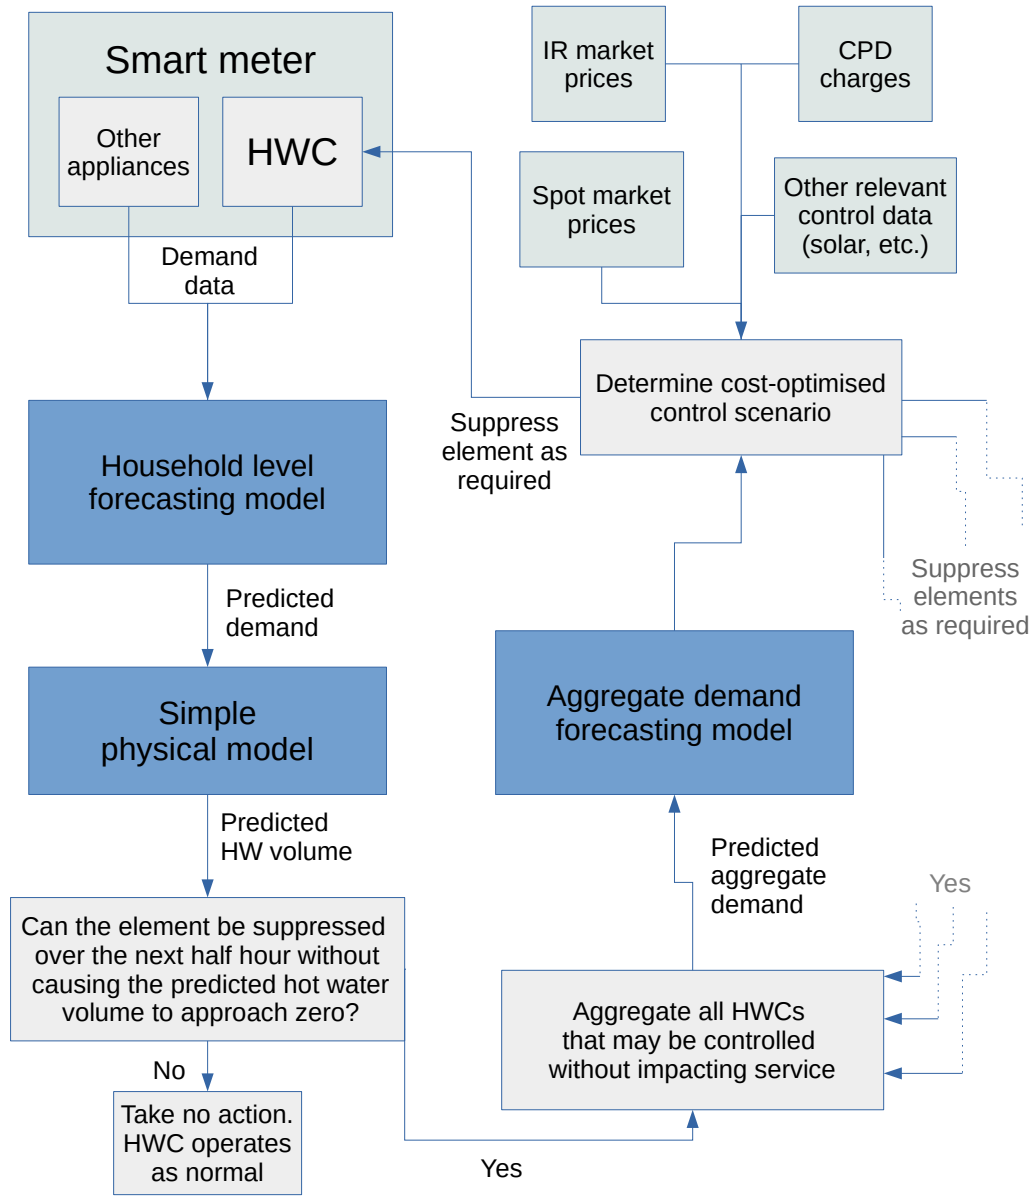 Smart meter
Other
appliances
HWC
Demand
data
Household level
forecasting model
Predicted
demand
Simple
physical model
Predicted
HW volume
Can the element be suppressed
over the next half hour without
causing the predicted hot water
volume to approach zero?
No
Take no action.
HWC operates
as normal
Yes
IR market
prices
CPD
charges
Spot market
prices
Other relevant
control data
(solar, etc.)
Determine cost-optimised
control scenario
Suppress
element as
required
Suppress
elements
as required
Aggregate demand
forecasting model
Predicted
aggregate
demand
Yes
Aggregate all HWCs
that may be controlled
without impacting service